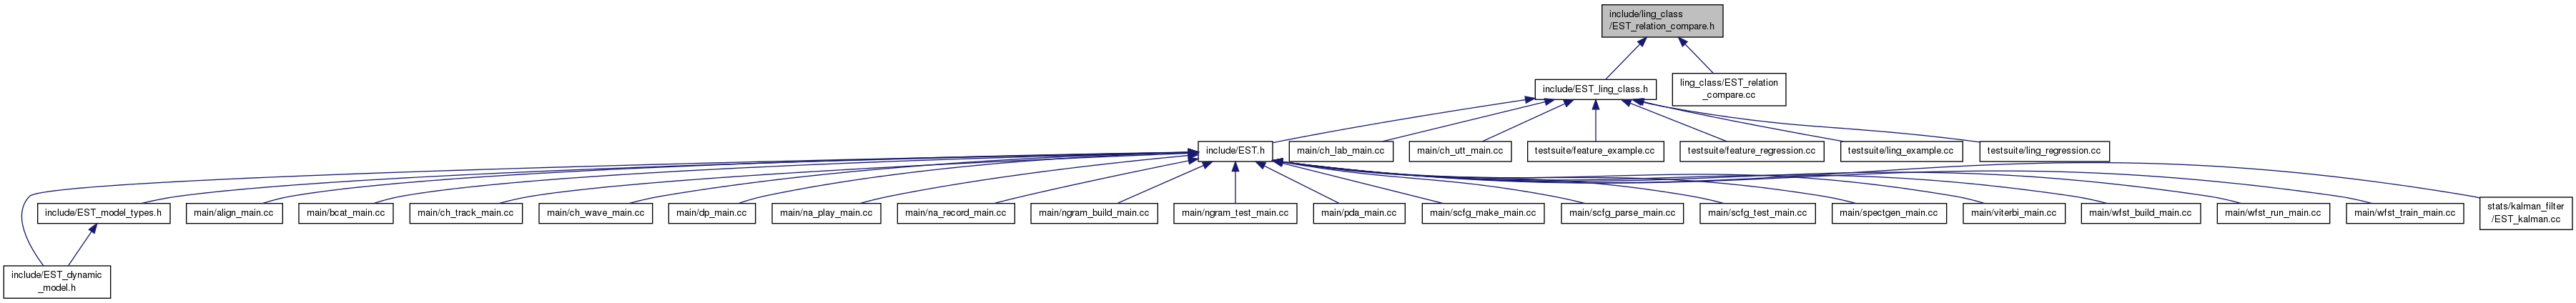 include/ling_class
/EST_relation_compare.h
include/EST_ling_class.h
ling_class/EST_relation
_compare.cc
include/EST.h
main/ch_lab_main.cc
main/ch_utt_main.cc
testsuite/feature_example.cc
testsuite/feature_regression.cc
testsuite/ling_example.cc
testsuite/ling_regression.cc
include/EST_model_types.h
main/align_main.cc
main/bcat_main.cc
main/ch_track_main.cc
main/ch_wave_main.cc
main/dp_main.cc
main/na_play_main.cc
main/na_record_main.cc
main/ngram_build_main.cc
main/ngram_test_main.cc
main/pda_main.cc
main/scfg_make_main.cc
main/scfg_parse_main.cc
main/scfg_test_main.cc
main/spectgen_main.cc
main/viterbi_main.cc
main/wfst_build_main.cc
main/wfst_run_main.cc
main/wfst_train_main.cc
stats/kalman_filter
/EST_kalman.cc
include/EST_dynamic
_model.h